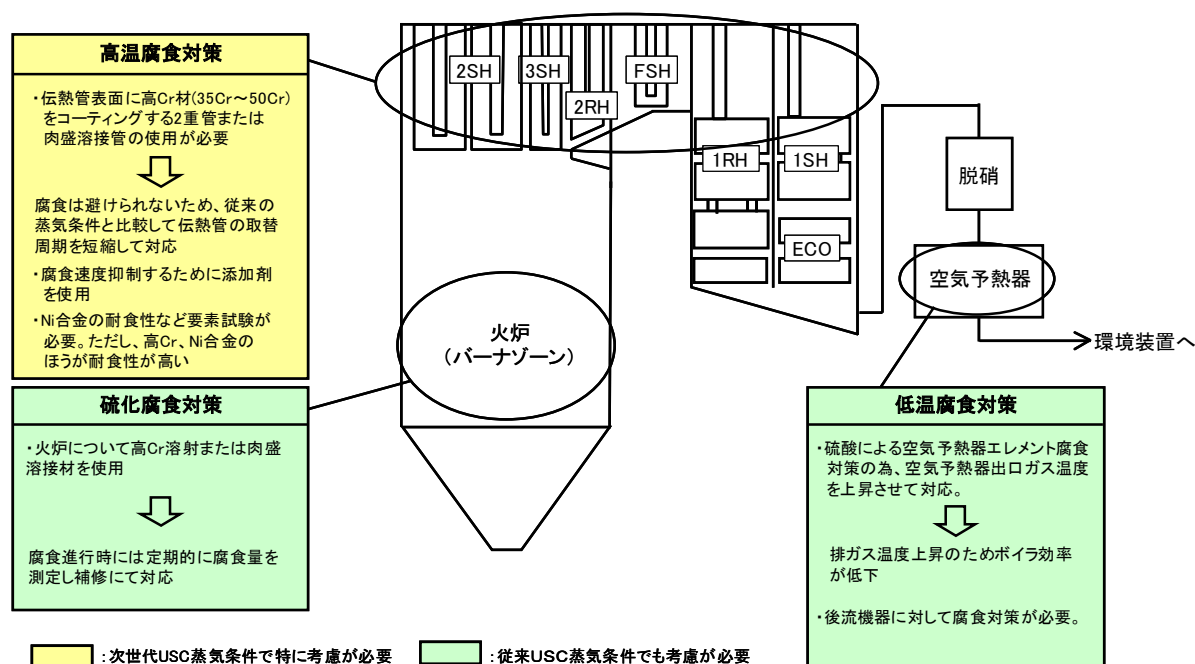 高温腐食対策
・伝熱管表面に高Cr材(35Cr～50Cr)
をコーティングする2重管または
肉盛溶接管の使用が必要
腐食は避けられないため、従来の
蒸気条件と比較して伝熱管の取替
周期を短縮して対応
・腐食速度抑制するために添加剤
を使用
・Ni合金の耐食性など要素試験が
必要。ただし、高Cr、Ni合金の
ほうが耐食性が高い
硫化腐食対策
・火炉について高Cr溶射または肉盛
溶接材を使用
腐食進行時には定期的に腐食量を
測定し補修にて対応
2SH
3SH
2RH
FSH
1RH
1SH
ECO
火炉
（バーナゾーン）
脱硝
空気予熱器
環境装置へ
低温腐食対策
・硫酸による空気予熱器エレメント腐食
対策の為、空気予熱器出口ガス温度
を上昇させて対応。
排ガス温度上昇のためボイラ効率
が低下
・後流機器に対して腐食対策が必要。
：次世代USC蒸気条件で特に考慮が必要
：従来USC蒸気条件でも考慮が必要